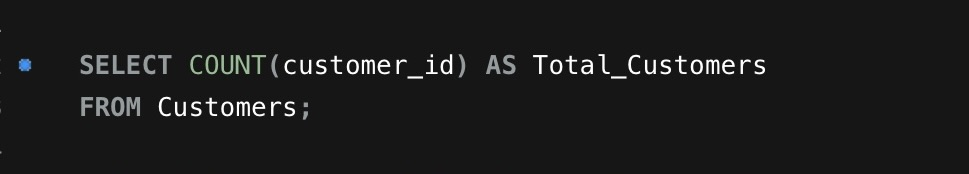 SELECT COUNT(customer_id) AS Total_Customers
FROM Customers;